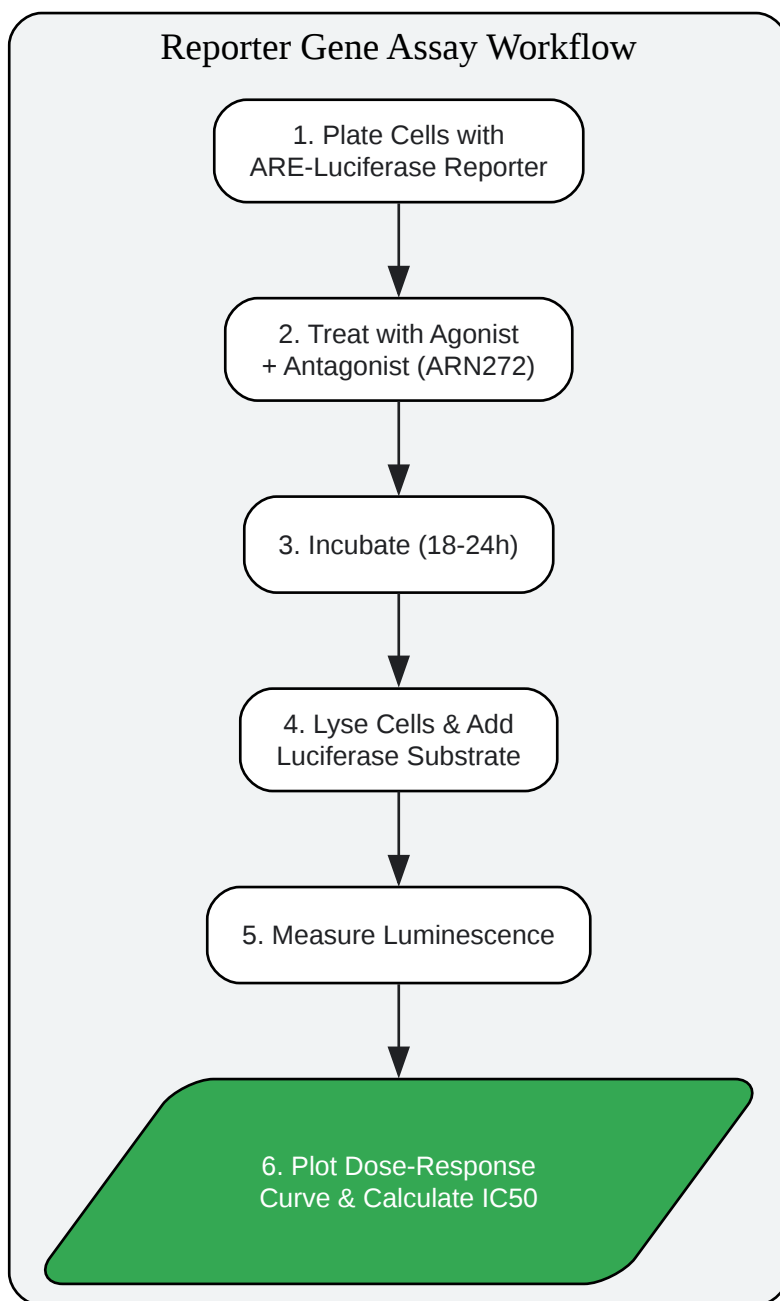 Reporter Gene Assay Workflow
1. Plate Cells with
ARE-Luciferase Reporter
2. Treat with Agonist
+ Antagonist (ARN272)
3. Incubate (18-24h)
4. Lyse Cells & Add
Luciferase Substrate
5. Measure Luminescence
6. Plot Dose-Response
Curve & Calculate IC50